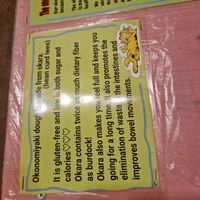 Okonomiyaki dough made from okara
(bean curd lees)
It is gluten-free and low in both sugar and
calories♡♡♡
Okara contains twice as much dietary fiber
as burdock!
Okara also makes you feel full and keeps you
going for a long time. It also promotes the
elimination of waste in the intestines and
improves bowel movements.